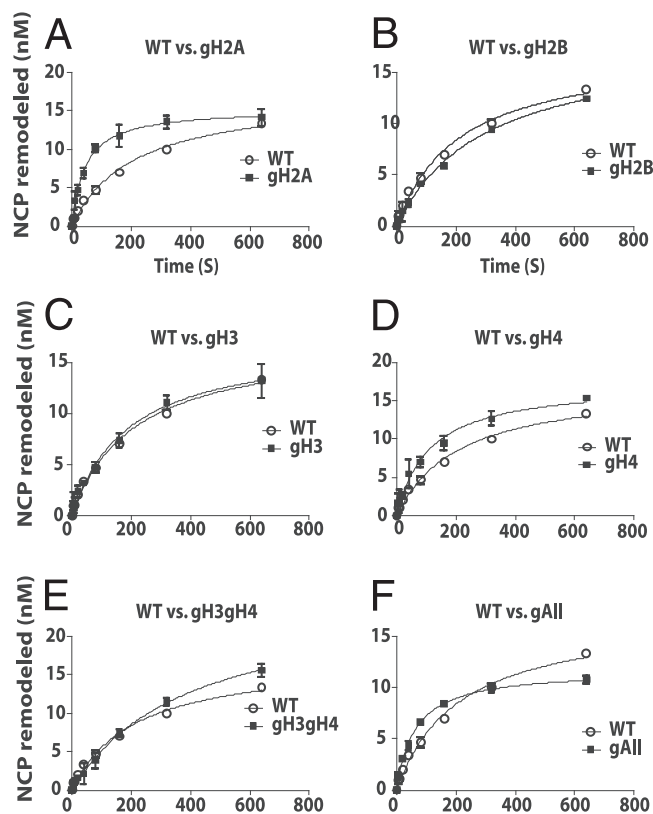 A
WT vs. gH2A
NCP remodeled (nM)
20
15
10
5
0
0 200 400 600 800
Time (S)
WT
gH2A
B
WT vs. gH2B
15
10
5
0
0 200 400 600 800
Time (S)
WT
gH2B
C
WT vs. gH3
NCP remodeled (nM)
15
10
5
0
0 200 400 600 800
WT
gH3
D
WT vs. gH4
20
15
10
5
0
0 200 400 600 800
WT
gH4
E
WT vs. gH3gH4
NCP remodeled (nM)
20
15
10
5
0
0 200 400 600 800
WT
gH3gH4
F
WT vs. gAll
15
10
5
0
0 200 400 600 800
WT
gAll